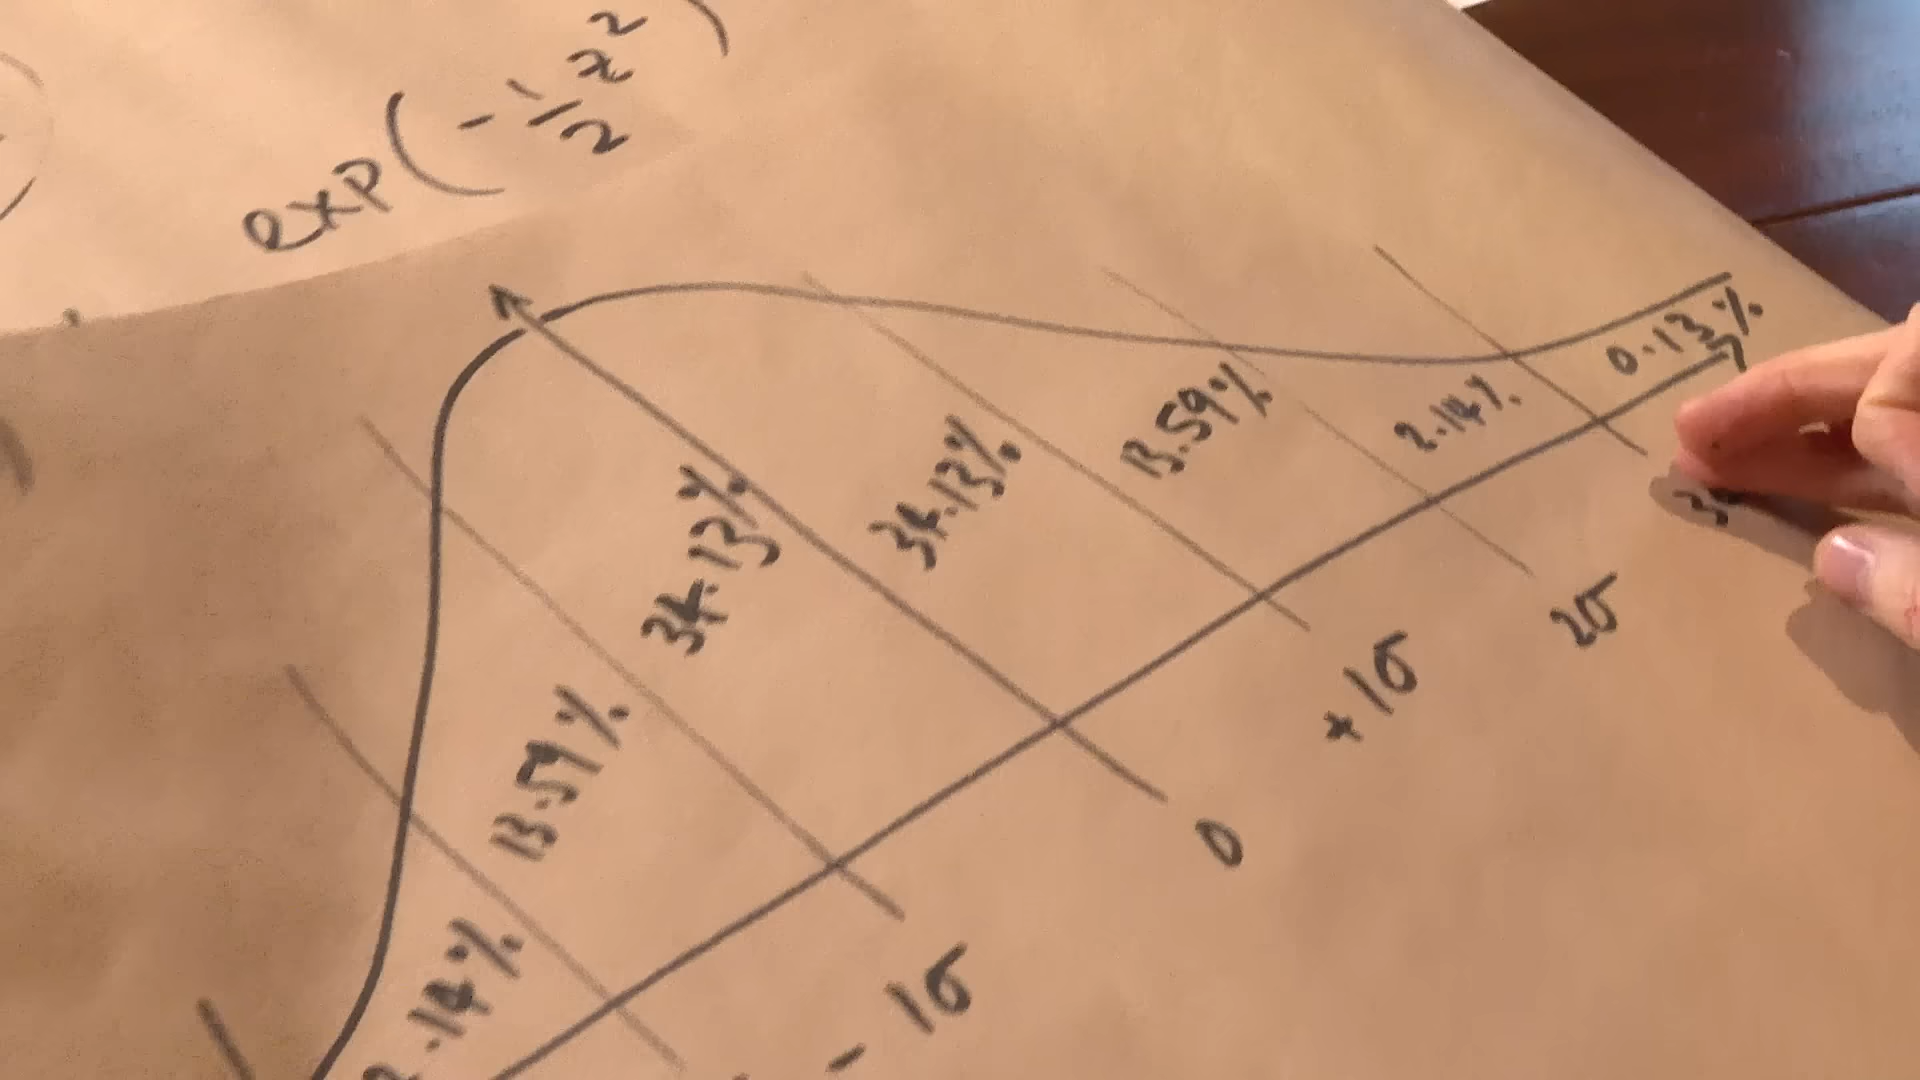 exp(-1/2 z²)
2.14%
13.59%
34.13%
34.13%
13.59%
2.14%
0.13%
-1σ
0
+1σ
2σ